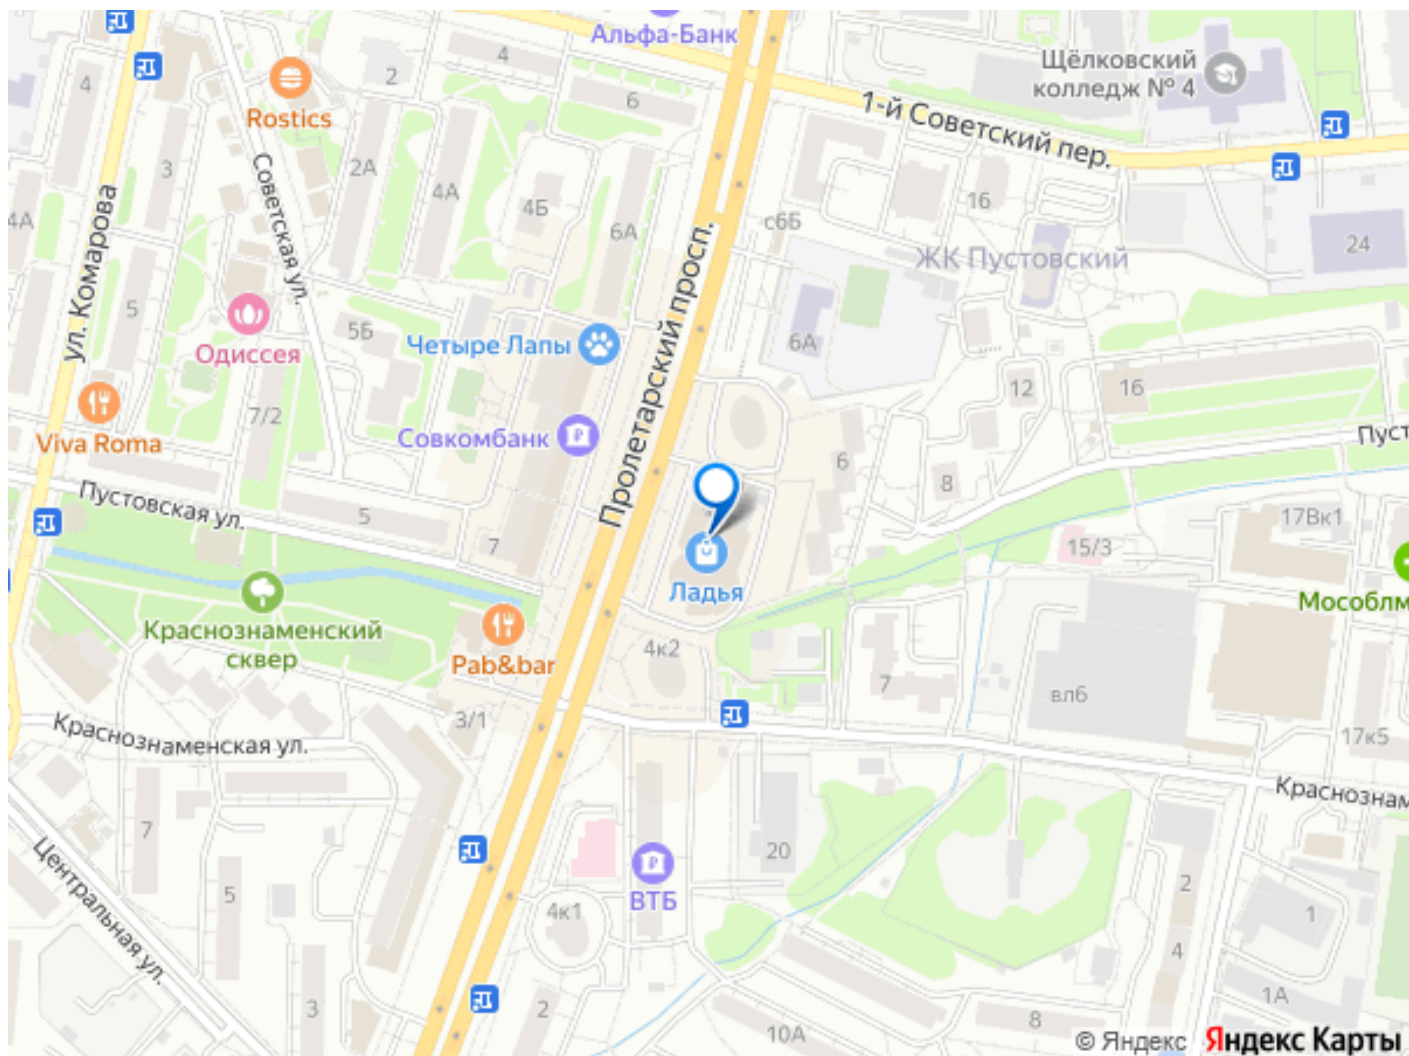 Альфа-Банк
4
2
4
6
Щёлковский
колледж № 4
Rostics
1-й Советский пер.
3
2А
4А
4Б
6А
с6Б
16
24
4А
ул. Комарова
Советская ул.
Пролетарский просп.
ЖК Пустовский
5
5Б
Одиссея
Четыре Лапы
6А
12
16
7/2
Viva Roma
Совкомбанк
Пуст
6
8
Пустовская ул.
5
7
17Вк1
15/3
Ладья
Мособлм
Краснознаменский
сквер
Pab&bar
4к2
7
вл6
3/1
17к5
Краснознаменская ул.
Краснознам
7
20
5
ВТБ
4к1
2
1
4
Центральная ул.
3
2
10А
8
1А
© Яндекс Яндекс Карты